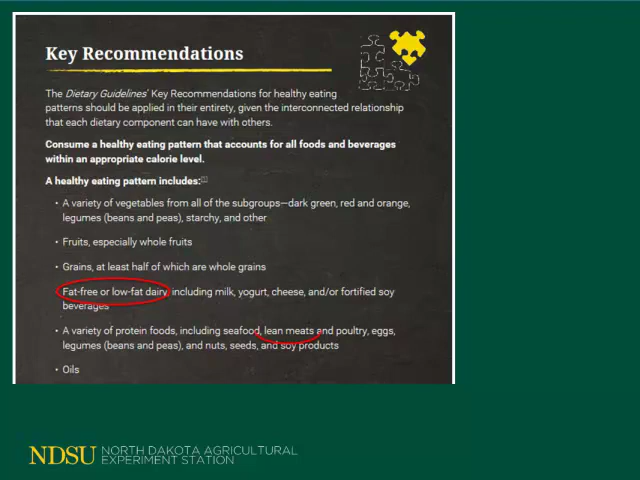 Key Recommendations
The Dietary Guidelines' Key Recommendations for healthy eating
patterns should be applied in their entirety, given the interconnected relationship
that each dietary component can have with others.
Consume a healthy eating pattern that accounts for all foods and beverages
within an appropriate calorie level.
A healthy eating pattern includes:[1]
• A variety of vegetables from all of the subgroups—dark green, red and orange,
legumes (beans and peas), starchy, and other
• Fruits, especially whole fruits
• Grains, at least half of which are whole grains
• Fat-free or low-fat dairy, including milk, yogurt, cheese, and/or fortified soy
beverages
• A variety of protein foods, including seafood, lean meats and poultry, eggs,
legumes (beans and peas), and nuts, seeds, and soy products
• Oils
NDSU NORTH DAKOTA AGRICULTURAL
EXPERIMENT STATION